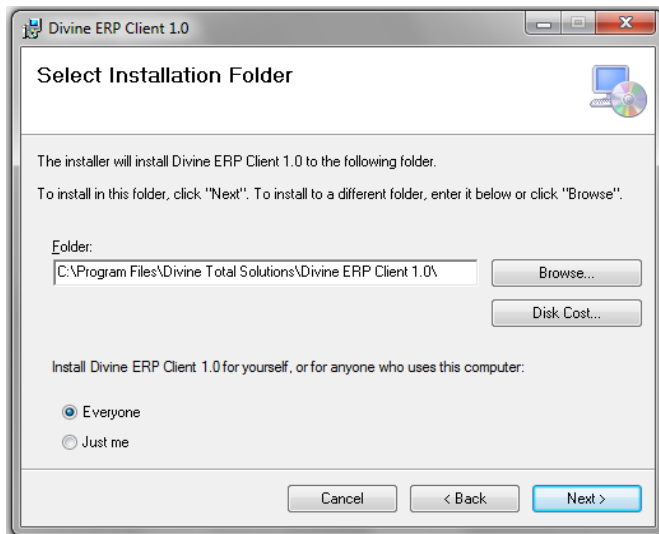 Divine ERP Client 1.0
Select Installation Folder
The installer will install Divine ERP Client 1.0 to the following folder.
To install in this folder, click "Next". To install to a different folder, enter it below or click "Browse".
Folder:
C:\Program Files\Divine Total Solutions\Divine ERP Client 1.0\
Browse...
Disk Cost...
Install Divine ERP Client 1.0 for yourself, or for anyone who uses this computer:
Everyone
Just me
Cancel
< Back
Next >